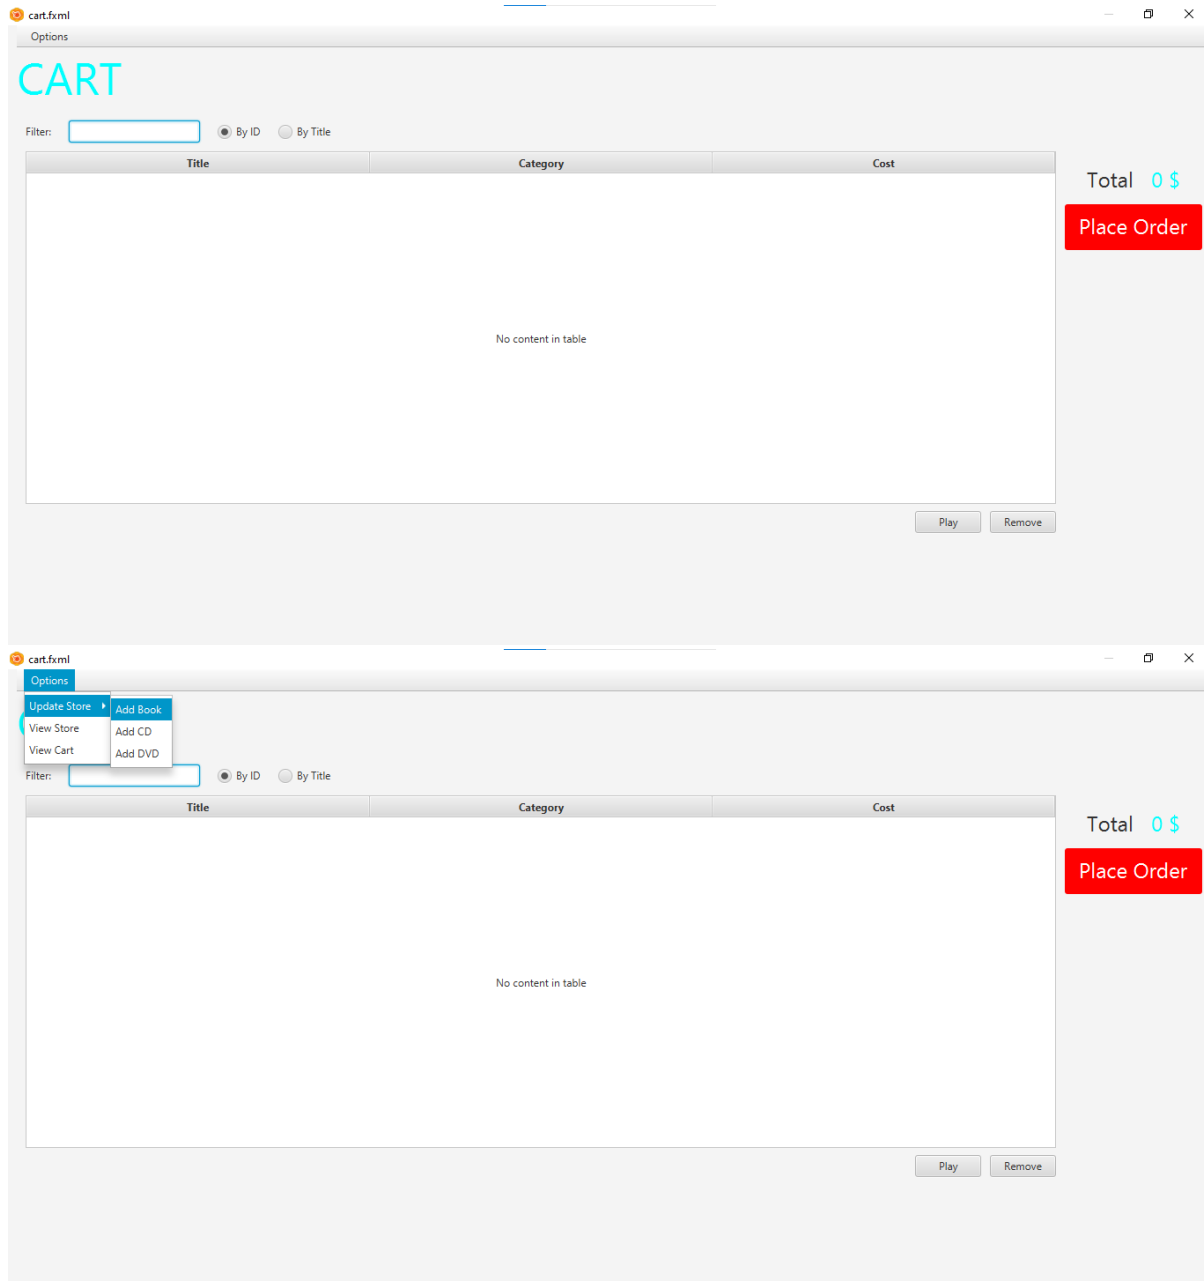 cart.fxml
Options
CART
Filter: By ID By Title
Title Category Cost
Total 0 $
Place Order
No content in table
Play Remove
cart.fxml
Options
Update Store Add Book
View Store Add CD
View Cart Add DVD
Filter: By ID By Title
Title Category Cost
Total 0 $
Place Order
No content in table
Play Remove